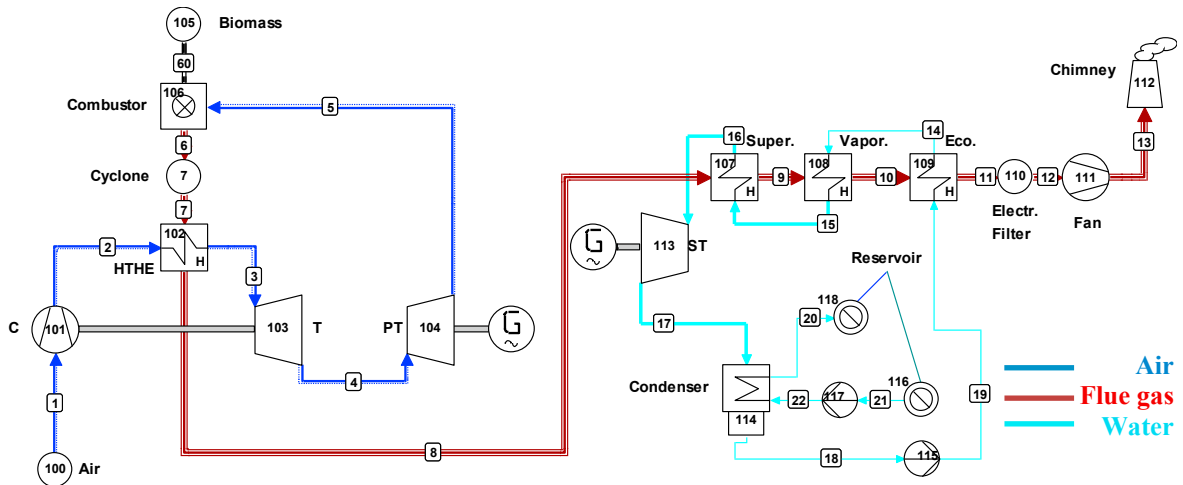 105
Biomass
60
Combustor
106
5
6
Cyclone
7
7
2
102
HTHE
H
3
C
101
103
T
PT
104
G
4
1
100
Air
8
16
Super.
Vapor.
14
Eco.
107
H
9
108
H
10
109
H
11
110
12
111
13
Chimney
112
15
Electr.
Filter
Fan
G
113
ST
Reservoir
17
20
118
Condenser
114
22
117
21
116
19
18
115
Air
Flue gas
Water